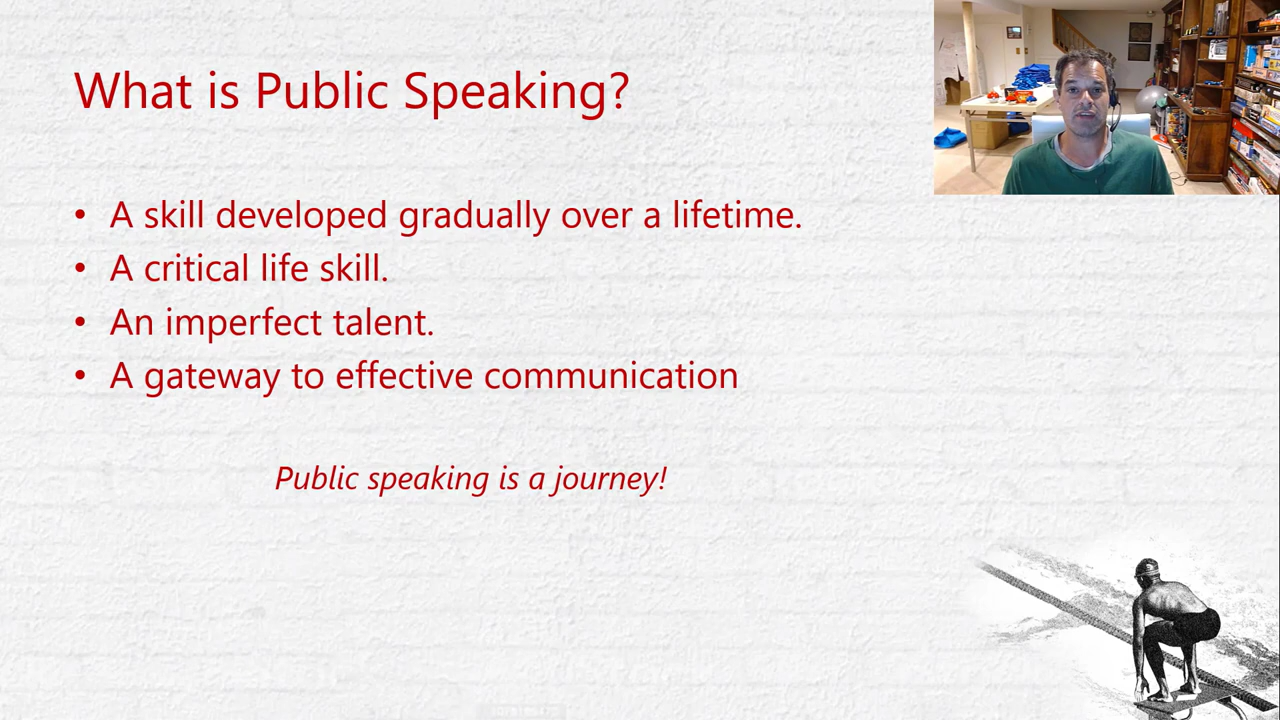 What is Public Speaking?
• A skill developed gradually over a lifetime.
• A critical life skill.
• An imperfect talent.
• A gateway to effective communication
Public speaking is a journey!